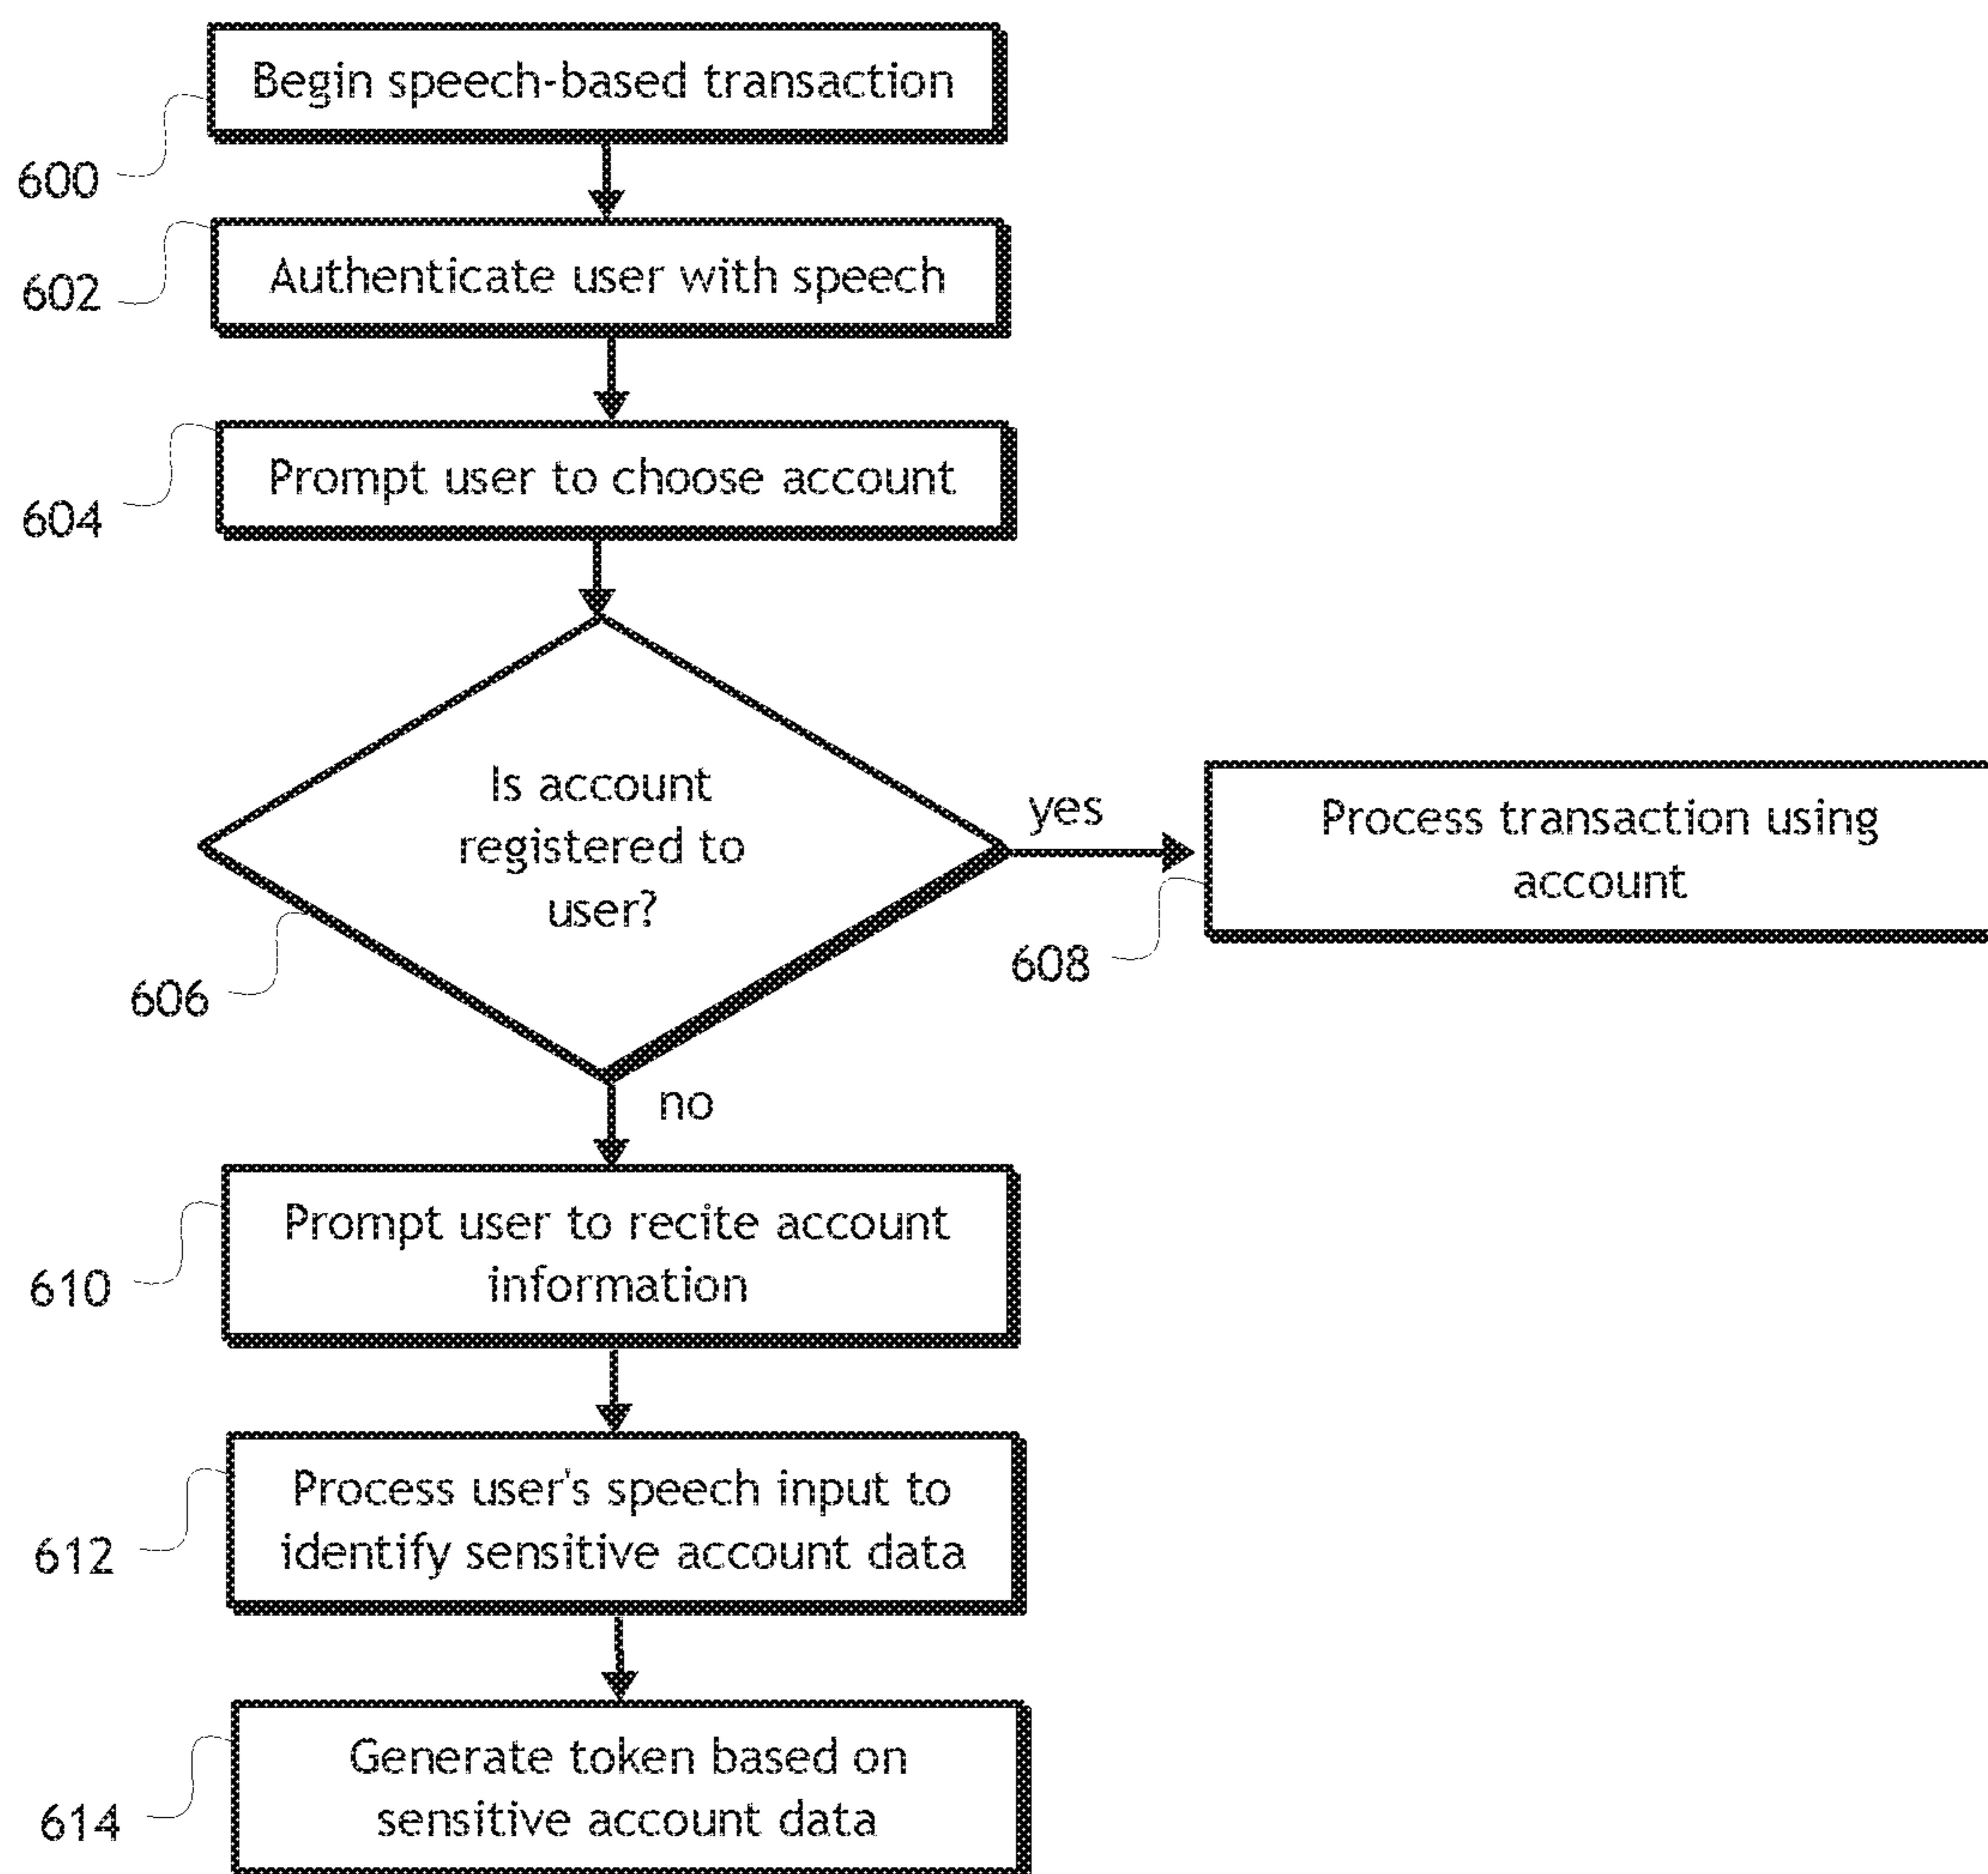 Begin speech-based transaction
600
Authenticate user with speech
602
Prompt user to choose account
604
Is account
registered to
user?
606
yes
Process transaction using
account
608
no
Prompt user to recite account
information
610
Process user's speech input to
identify sensitive account data
612
Generate token based on
sensitive account data
614